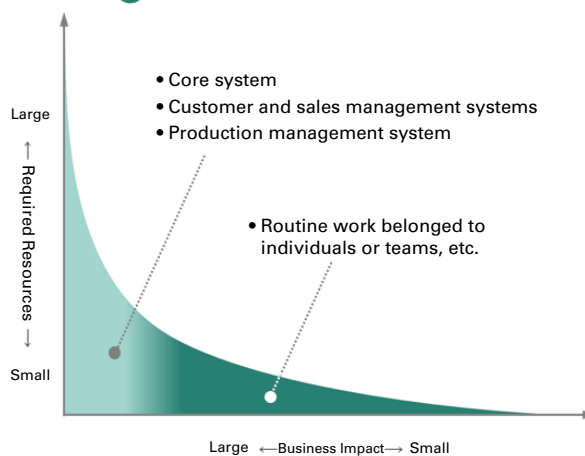 • Core system
• Customer and sales management systems
• Production management system
Large
← Required Resources →
Small
• Routine work belonged to
individuals or teams, etc.
Large ←Business Impact→ Small